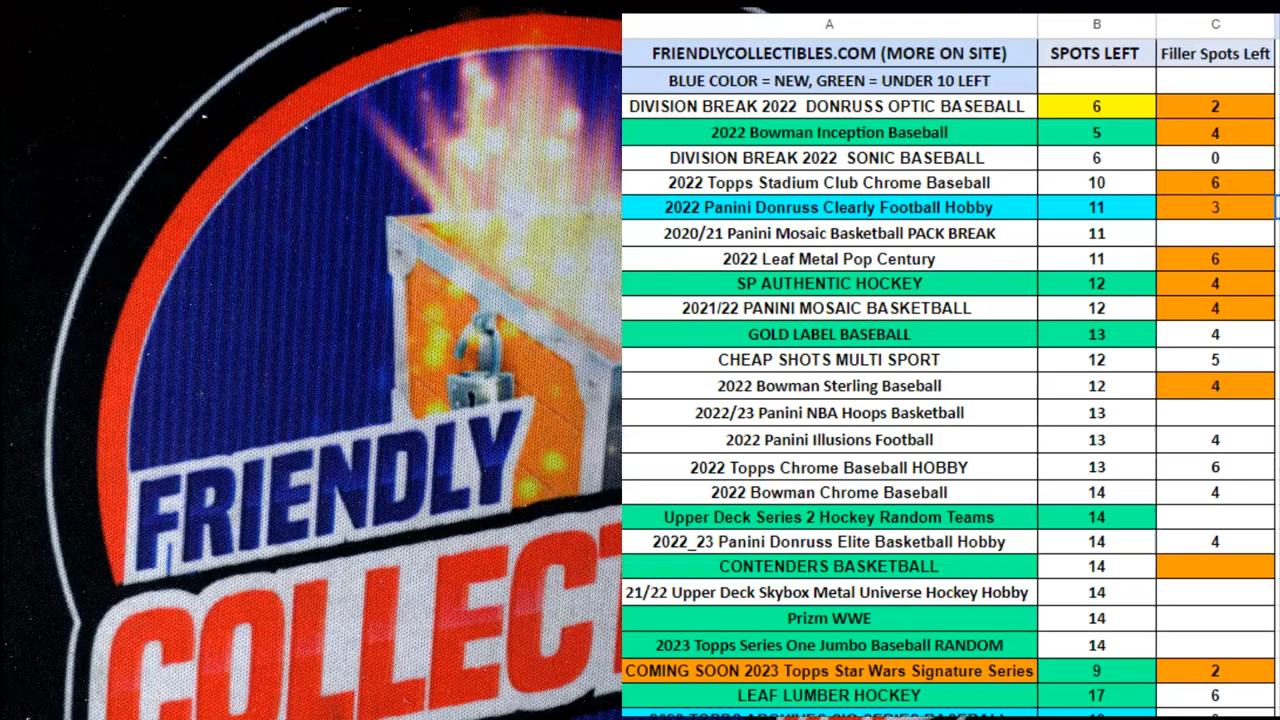 FRIENDLY
COLLECT
A B C
FRIENDLYCOLLECTIBLES.COM (MORE ON SITE) SPOTS LEFT Filler Spots Left
BLUE COLOR = NEW, GREEN = UNDER 10 LEFT
DIVISION BREAK 2022 DONRUSS OPTIC BASEBALL 6 2
2022 Bowman Inception Baseball 5 4
DIVISION BREAK 2022 SONIC BASEBALL 6 0
2022 Topps Stadium Club Chrome Baseball 10 6
2022 Panini Donruss Clearly Football Hobby 11 3
2020/21 Panini Mosaic Basketball PACK BREAK 11
2022 Leaf Metal Pop Century 11 6
SP AUTHENTIC HOCKEY 12 4
2021/22 PANINI MOSAIC BASKETBALL 12 4
GOLD LABEL BASEBALL 13 4
CHEAP SHOTS MULTI SPORT 12 5
2022 Bowman Sterling Baseball 12 4
2022/23 Panini NBA Hoops Basketball 13
2022 Panini Illusions Football 13 4
2022 Topps Chrome Baseball HOBBY 13 6
2022 Bowman Chrome Baseball 14 4
Upper Deck Series 2 Hockey Random Teams 14
2022_23 Panini Donruss Elite Basketball Hobby 14 4
CONTENDERS BASKETBALL 14
21/22 Upper Deck Skybox Metal Universe Hockey Hobby 14
Prizm WWE 14
2023 Topps Series One Jumbo Baseball RANDOM 14
COMING SOON 2023 Topps Star Wars Signature Series 9 2
LEAF LUMBER HOCKEY 17 6